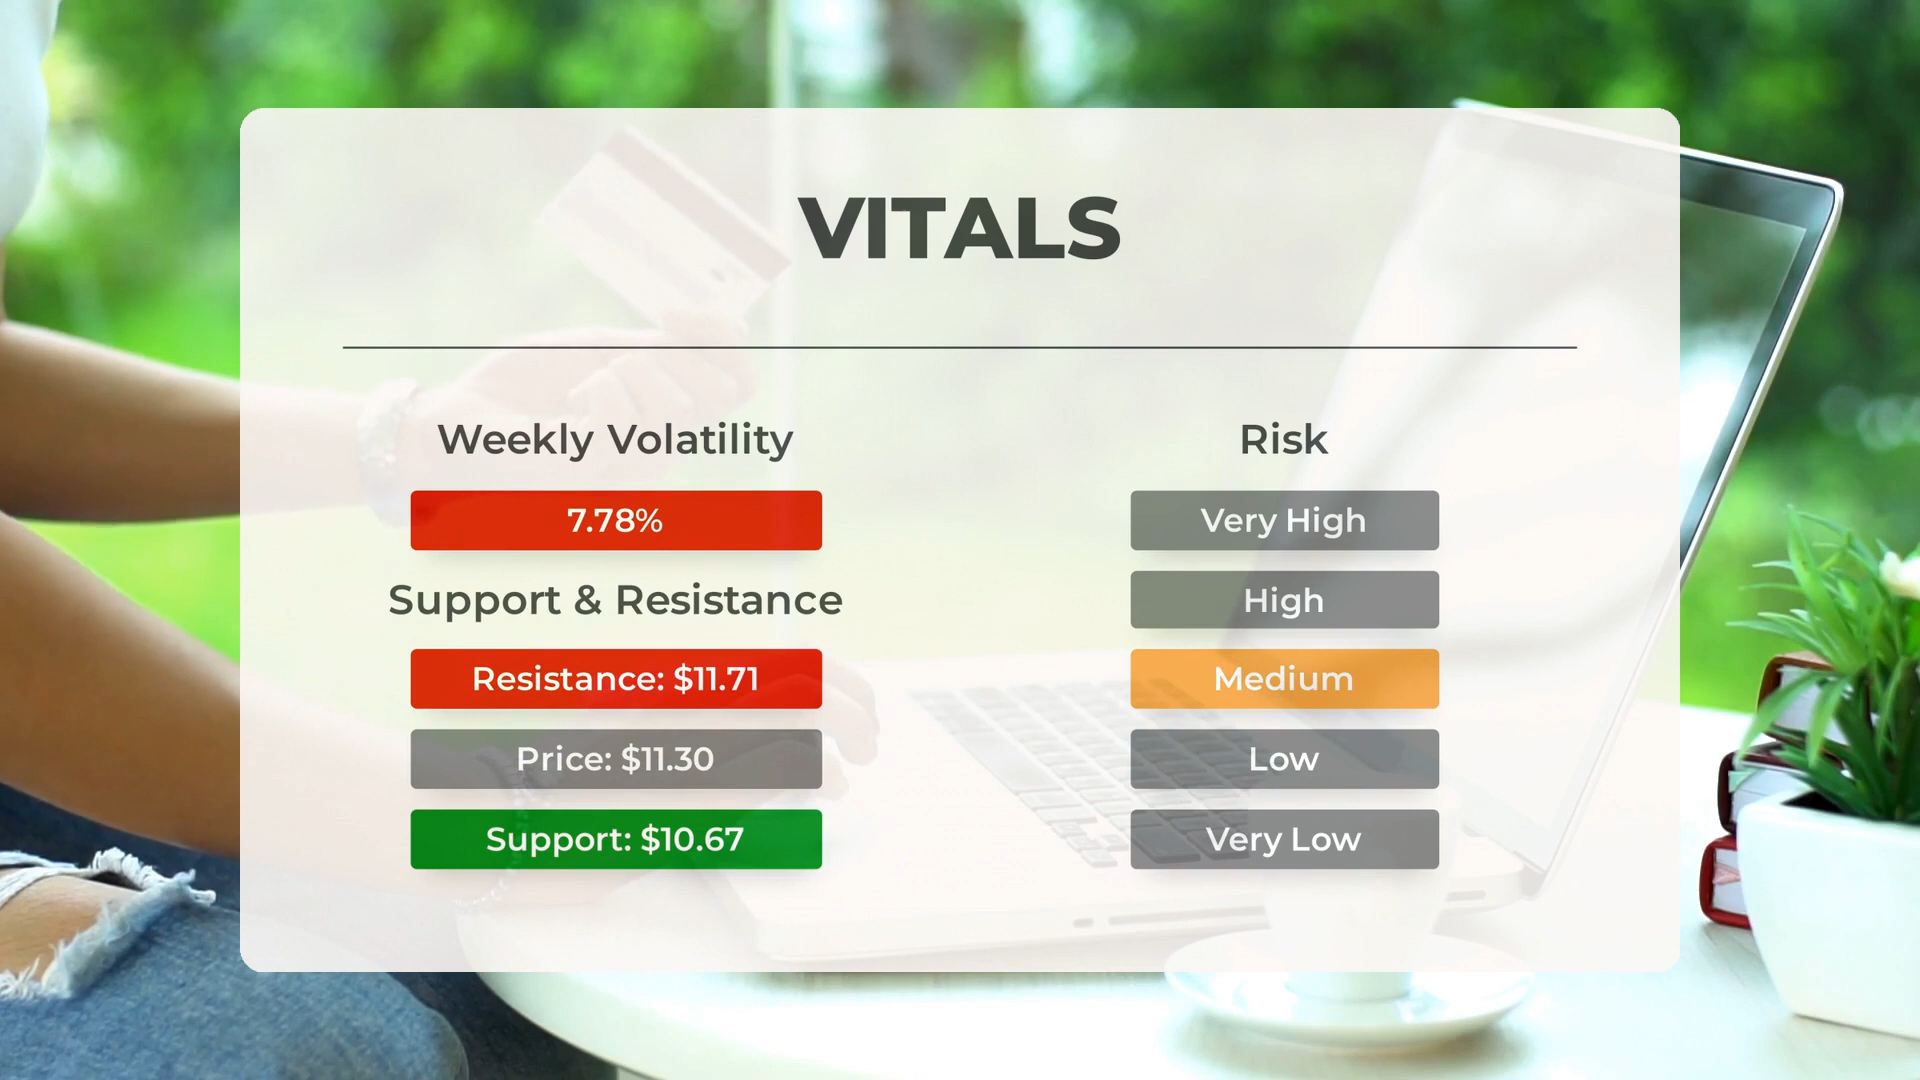 VITALS
Weekly Volatility
7.78%
Support & Resistance
Resistance: $11.71
Price: $11.30
Support: $10.67
Risk
Very High
High
Medium
Low
Very Low